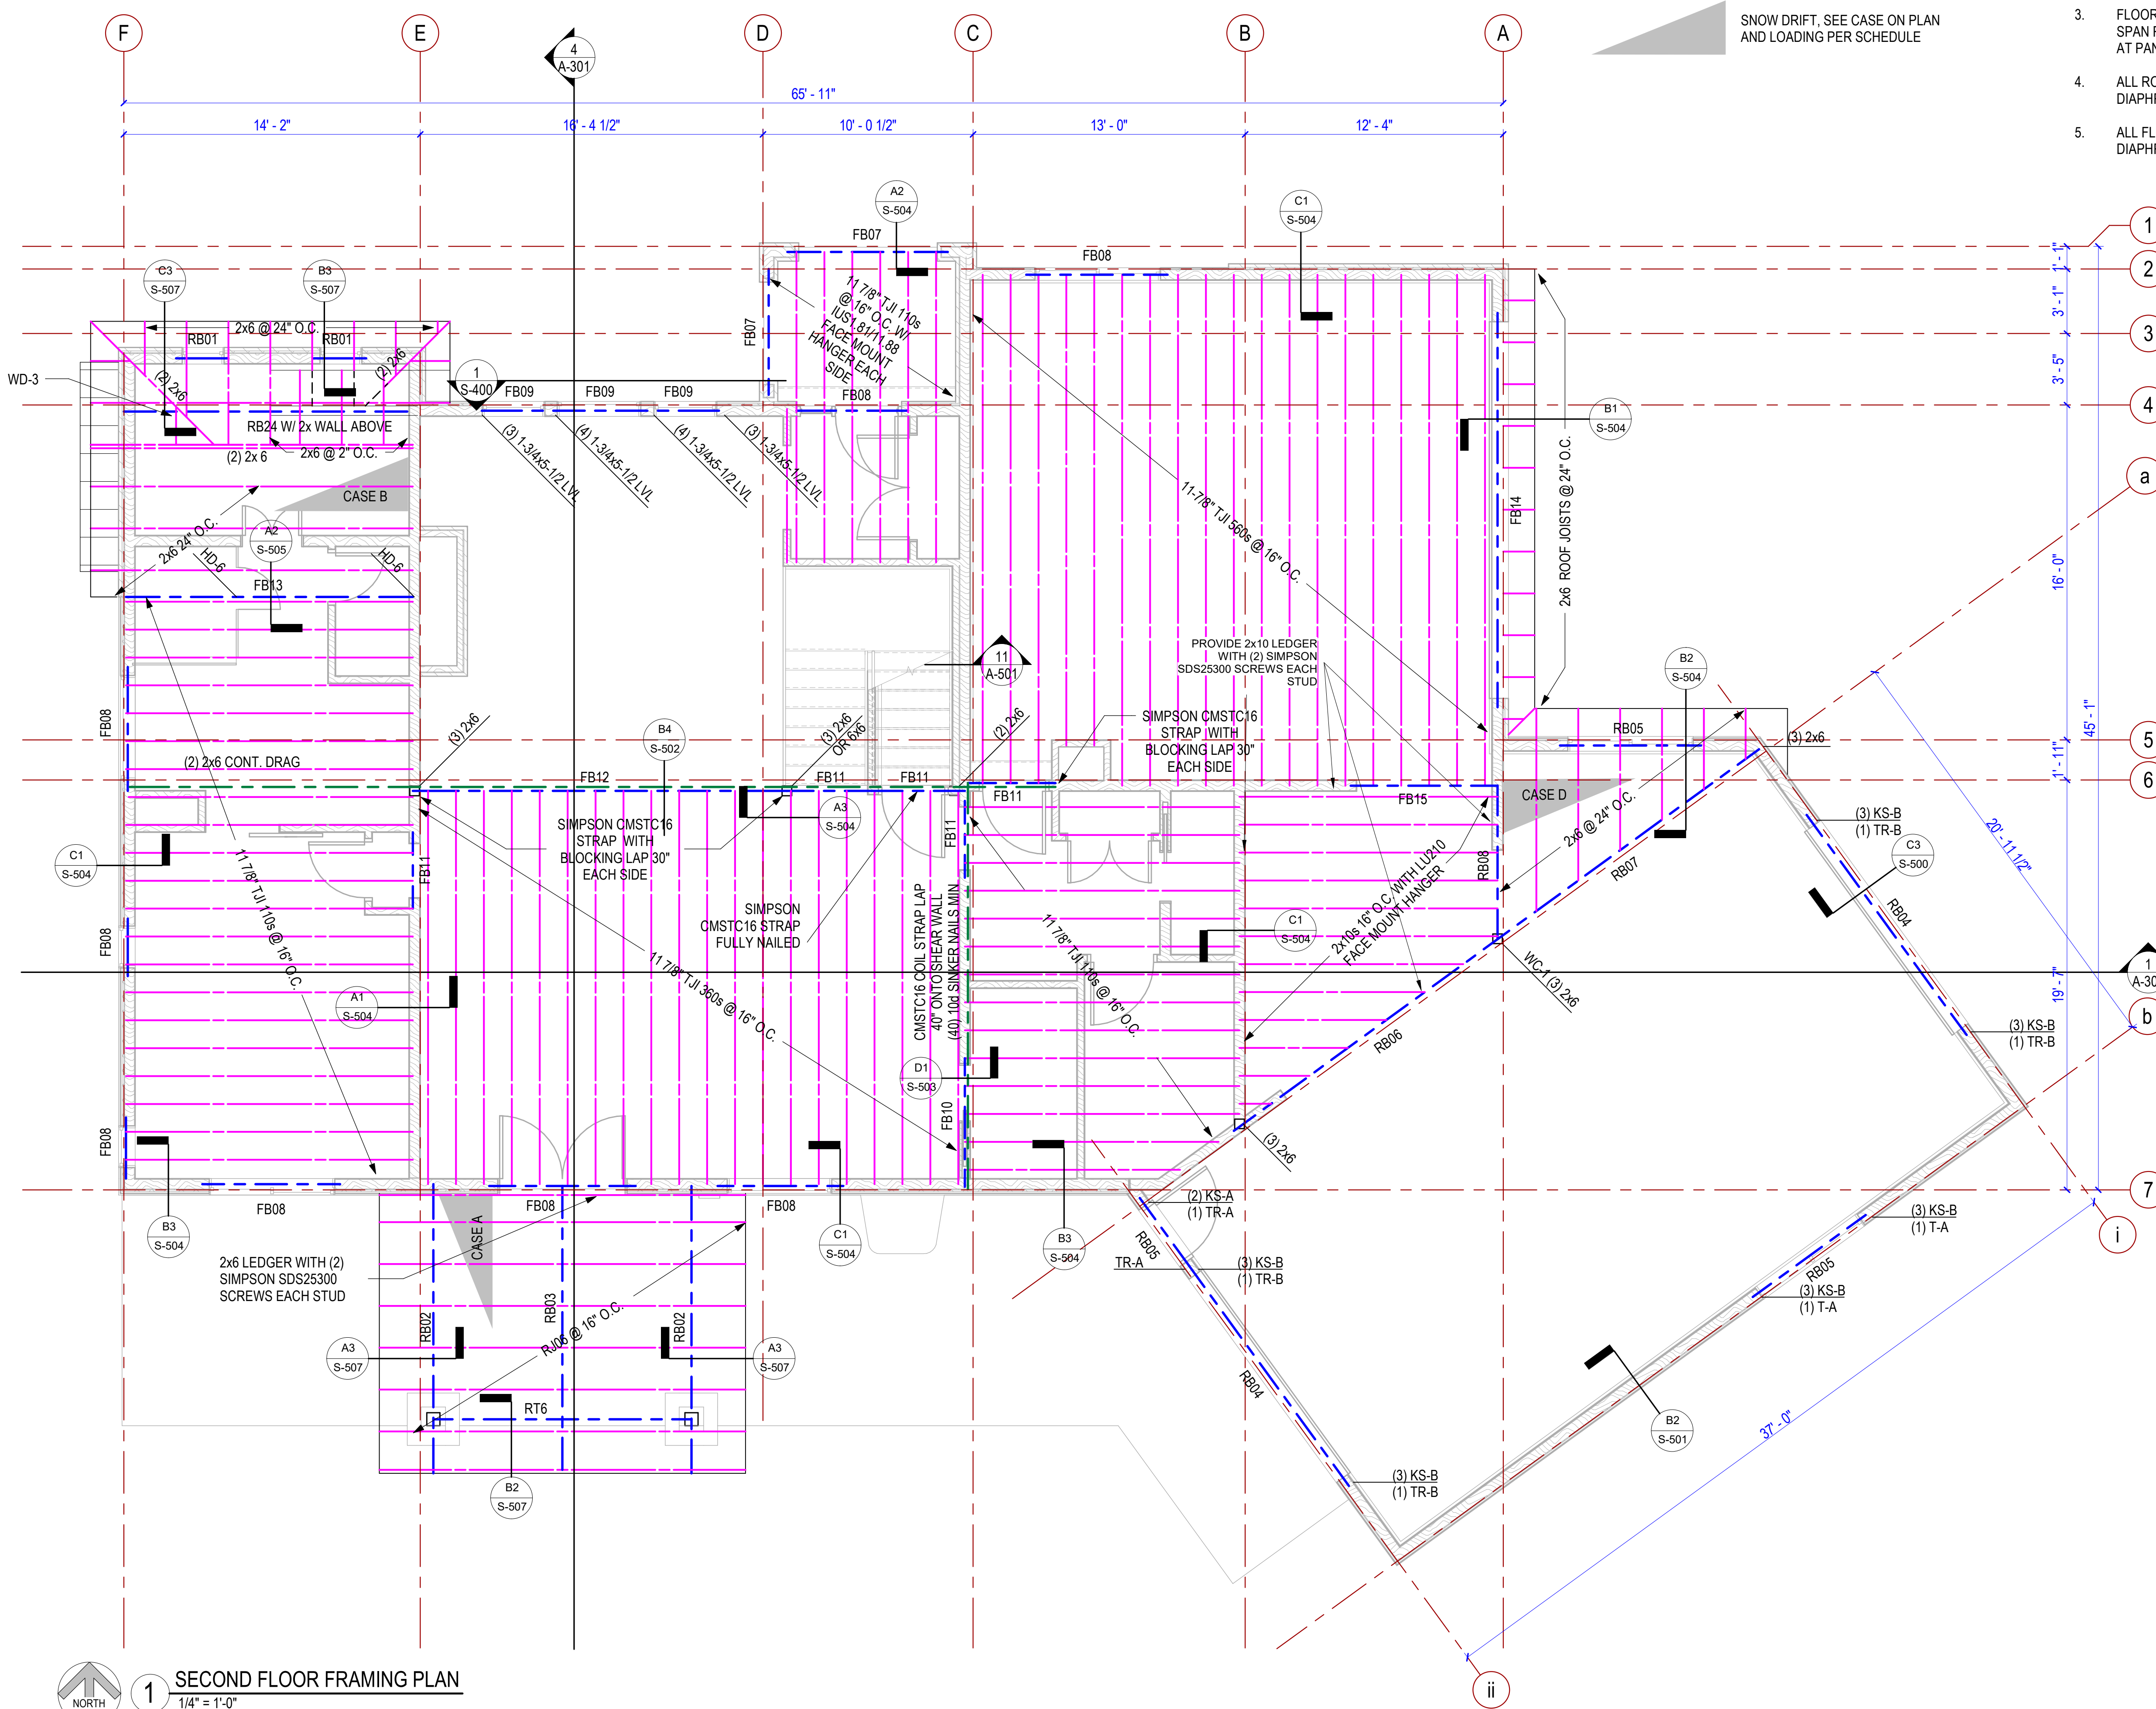 F
E
D
C
B
A
4
A-301
65' - 11"
14' - 2"
16' - 4 1/2"
10' - 0 1/2"
13' - 0"
12' - 4"
SNOW DRIFT, SEE CASE ON PLAN
AND LOADING PER SCHEDULE
3. FLOOR
SPAN
AT PAN
4. ALL RO
DIAPH
5. ALL FL
DIAPH
1
2
3
4
a
5
6
b
7
i
ii
1' - 1"
3' - 1"
3' - 5"
16' - 0"
1' - 11"
19' - 7"
45' - 1"
20' - 11 1/2"
37' - 0"
A2
S-504
C1
S-504
C3
S-507
B3
S-507
FB07
FB08
FB07
11 7/8" TJI 110s
@ 16" O.C. W/
IUS1.81/11.88
FACE MOUNT
HANGER EACH
SIDE
2x6 @ 24" O.C.
RB01
RB01
(2) 2x6
(2) 2x6
WD-3
1
S-400
FB09
FB09
FB09
FB08
RB24 W/ 2x WALL ABOVE
(2) 2x 6
2x6 @ 2" O.C.
(3) 1-3/4x5-1/2 LVL
(4) 1-3/4x5-1/2 LVL
(4) 1-3/4x5-1/2 LVL
(3) 1-3/4x5-1/2 LVL
B1
S-504
CASE B
2x6 24" O.C.
A2
S-505
HD-6
HD-6
FB13
11-7/8" TJI 560s @ 16" O.C.
FB14
2x6 ROOF JOISTS @ 24" O.C.
PROVIDE 2x10 LEDGER
WITH (2) SIMPSON
SDS25300 SCREWS EACH
STUD
11
A-501
B2
S-504
FB08
(3) 2x6
B4
S-502
(3) 2x6
OR 6x6
(2) 2x6
SIMPSON CMSTC16
STRAP WITH
BLOCKING LAP 30"
EACH SIDE
RB05
(3) 2x6
(2) 2x6 CONT. DRAG
FB12
FB11
FB11
FB11
FB15
CASE D
2x6 @ 24" O.C.
A3
S-504
SIMPSON CMSTC16
STRAP WITH
BLOCKING LAP 30"
EACH SIDE
FB11
FB11
RB08
RB07
(3) KS-B
(1) TR-B
C3
S-500
C1
S-504
11 7/8" TJI 110s @ 16" O.C.
SIMPSON
CMSTC16 STRAP
FULLY NAILED
CMSTC16 COIL STRAP LAP
40" ONTO SHEAR WALL
(40) 10d SINKER NAILS MIN
11 7/8" TJI 110s @ 16" O.C.
2x10s 16" O.C. WITH LU210
FACE MOUNT HANGER
C1
S-504
RB04
FB08
11 7/8" TJI 360s @ 16" O.C.
WC-1 (3) 2x6
1
A-30
A1
S-504
(3) KS-B
(1) TR-B
RB06
D1
S-503
FB10
FB08
(3) 2x6
B3
S-504
FB08
FB08
FB08
C1
S-504
B3
S-504
(2) KS-A
(1) TR-A
RB05
TR-A
(3) KS-B
(1) TR-B
(3) KS-B
(1) T-A
RB05
(3) KS-B
(1) T-A
CASE A
2x6 LEDGER WITH (2)
SIMPSON SDS25300
SCREWS EACH STUD
RB02
RB03
RB02
RJ06 @ 16" O.C.
A3
S-507
A3
S-507
RT6
RB04
B2
S-501
(3) KS-B
(1) TR-B
B2
S-507
NORTH
1
SECOND FLOOR FRAMING PLAN
1/4" = 1'-0"